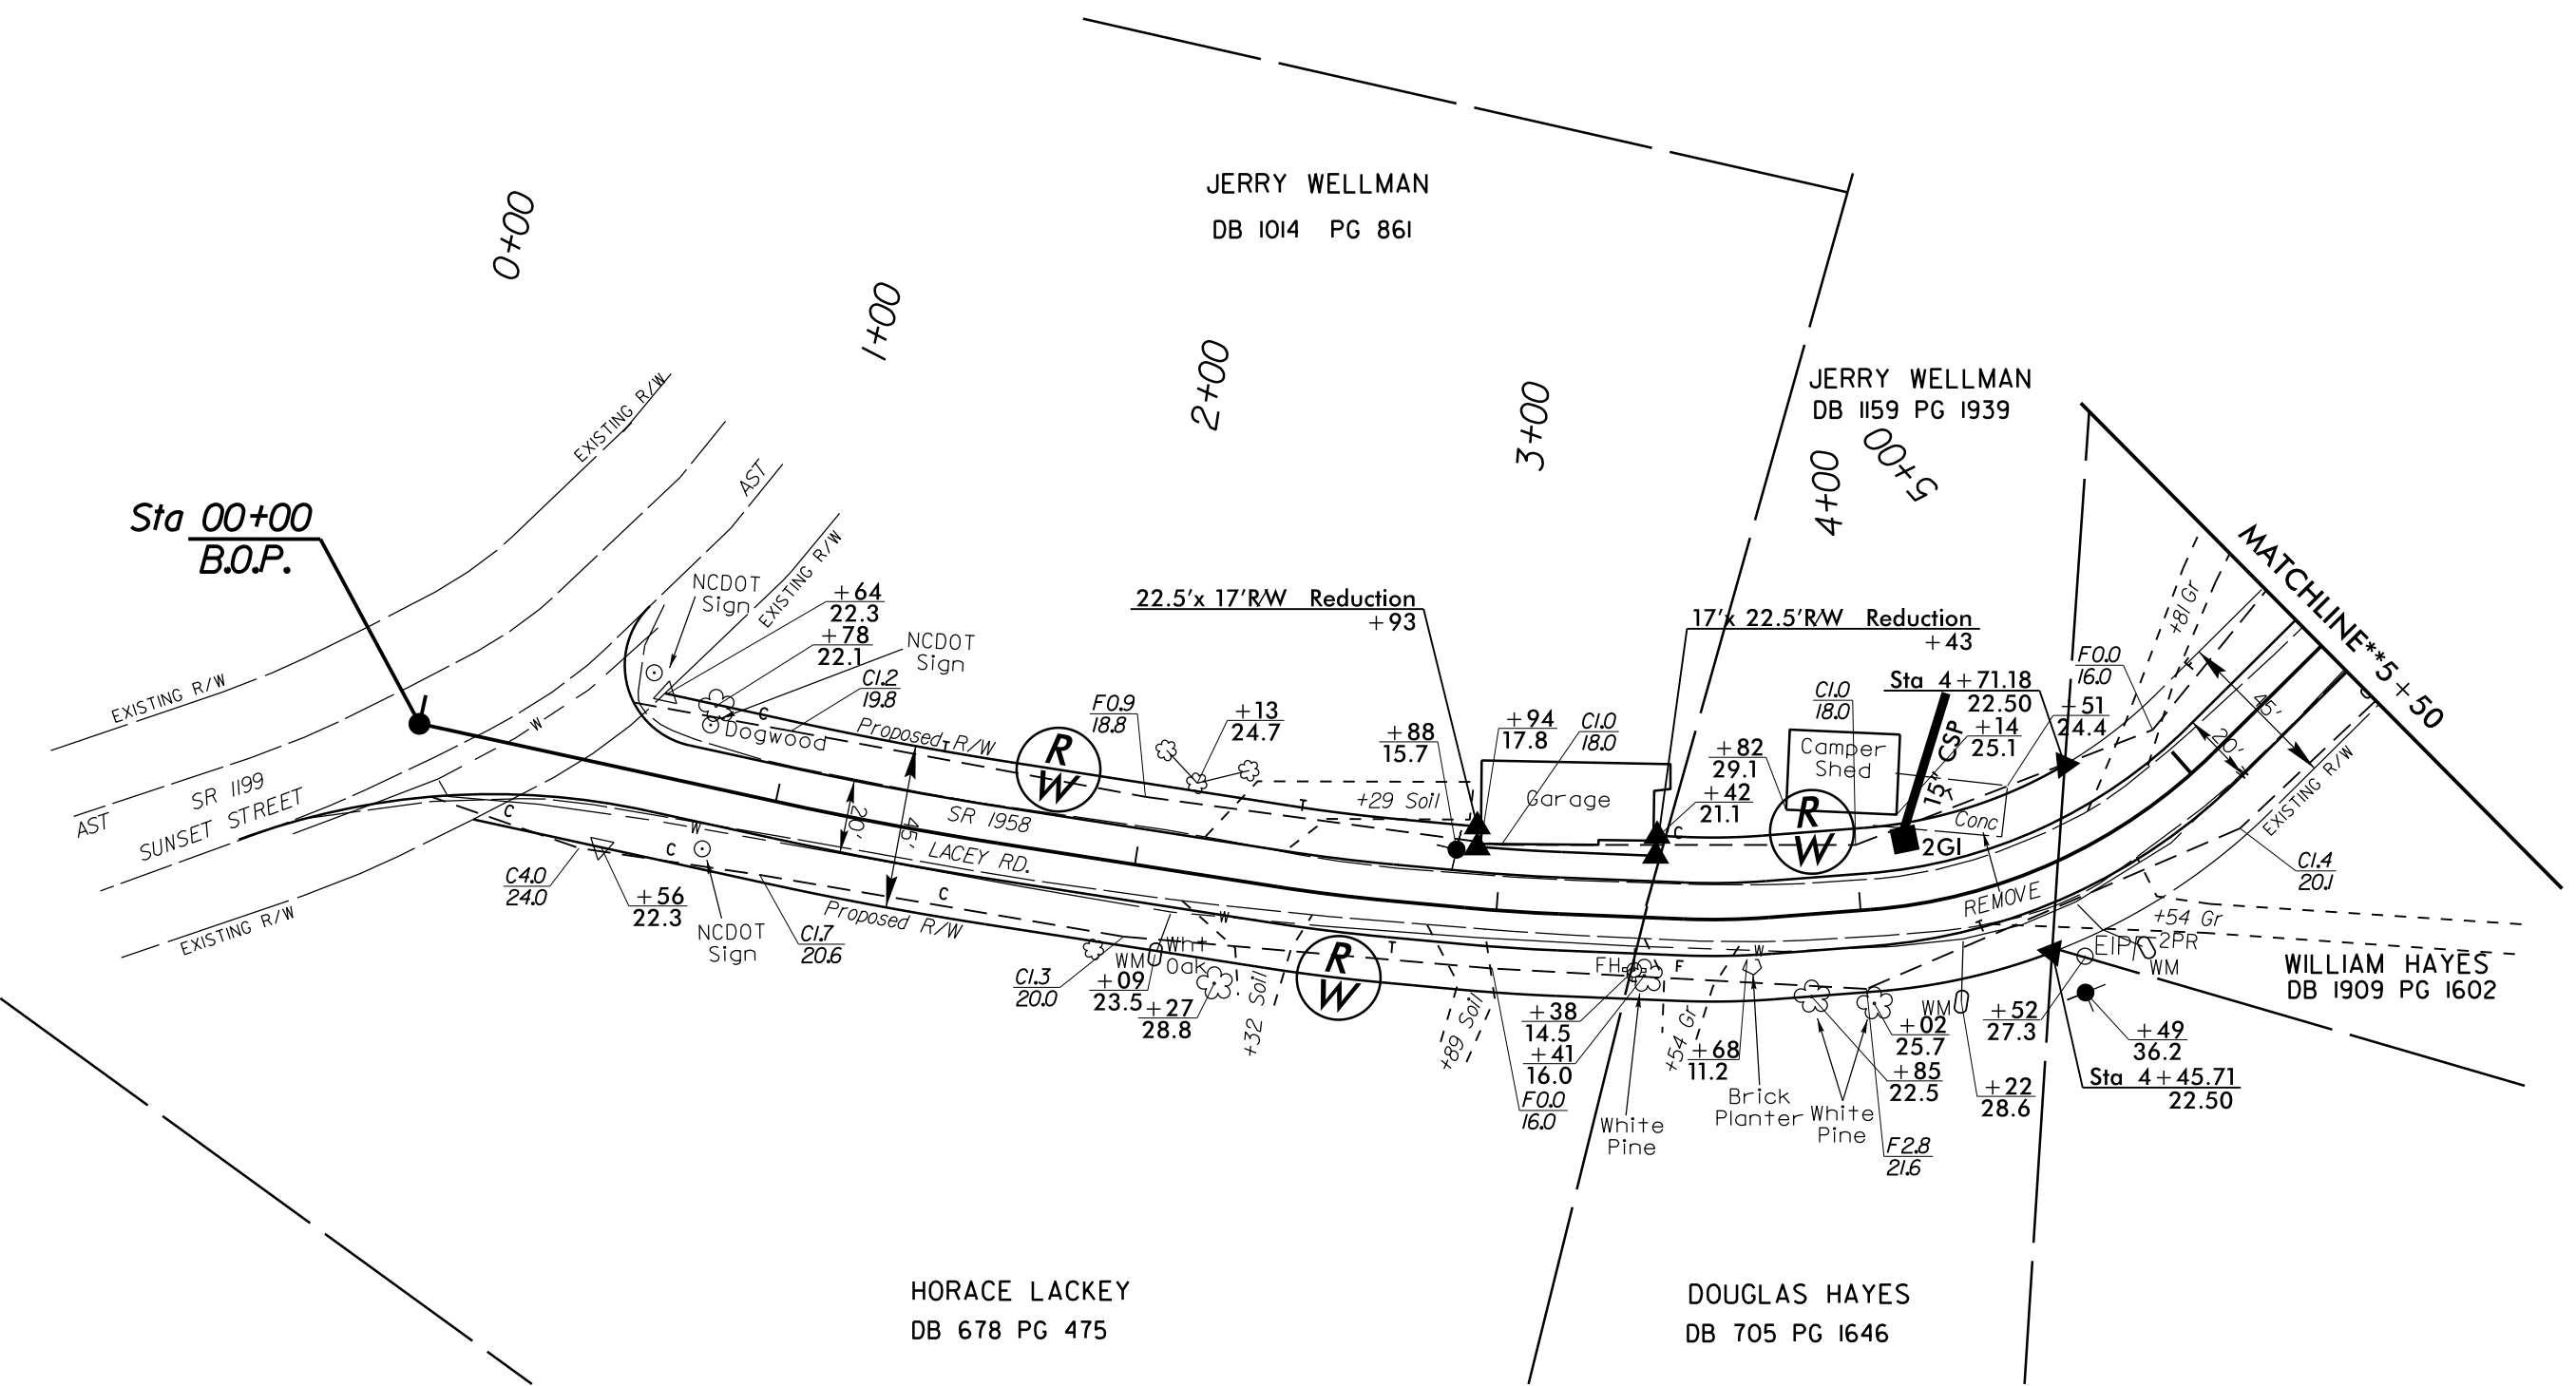 JERRY WELLMAN
DB 1014 PG 861
0+00
1+00
2+00
3+00
4+00
5+00
JERRY WELLMAN
DB 1159 PG 1939
EXISTING R/W
AST
EXISTING R/W
Sta 00+00
B.O.P.
MATCHLINE**5+50
NCDOT
Sign
+64
22.3
+78
22.1
NCDOT
Sign
C1.2
19.8
22.5'x 17'R/W Reduction
+93
17'x 22.5'R/W Reduction
+43
+81 Gr
F0.0
16.0
EXISTING R/W
SR 1199
SUNSET STREET
AST
EXISTING R/W
W
C
Dogwood
Proposed R/W
T
R
W
F0.9
18.8
+13
24.7
+88
15.7
+94
17.8
C1.0
18.0
+29 Soil
T
Garage
+82
29.1
+42
21.1
C
C1.0
18.0
Camper
Shed
R
W
Sta 4+71.18
22.50
+51
24.4
+14
25.1
15" CSP
2GI
Conc
REMOVE
45'
20'
EXISTING R/W
C1.4
20.1
C
W
C
20'
45'
SR 1958
LACEY RD.
C
Proposed R/W
C4.0
24.0
+56
22.3
NCDOT
Sign
C1.7
20.6
C1.3
20.0
WM
Wht
Oak
+09
23.5
+27
28.8
W
+32 Soil
R
W
T
+89 Soil
F0.0
16.0
FH
F
W
+38
14.5
+41
16.0
White
Pine
+54 Gr
+68
11.2
Brick
Planter
White
Pine
+02
25.7
+85
22.5
F2.8
21.6
WM
T
+22
28.6
+52
27.3
EIP
2PR
WM
+54 Gr
+49
36.2
Sta 4+45.71
22.50
WILLIAM HAYES
DB 1909 PG 1602
HORACE LACKEY
DB 678 PG 475
DOUGLAS HAYES
DB 705 PG 1646